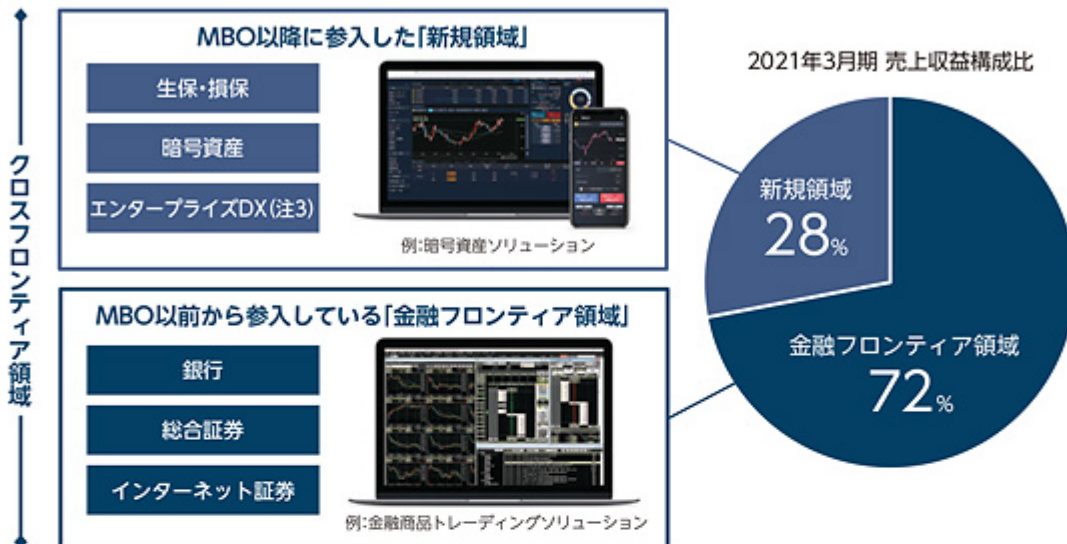 クロスフロンティア領域
MBO以降に参入した「新規領域」
生保・損保
暗号資産
エンタープライズDX(注3)
例:暗号資産ソリューション
MBO以前から参入している「金融フロンティア領域」
銀行
総合証券
インターネット証券
例:金融商品トレーディングソリューション
2021年3月期 売上収益構成比
新規領域
28%
金融フロンティア領域
72%